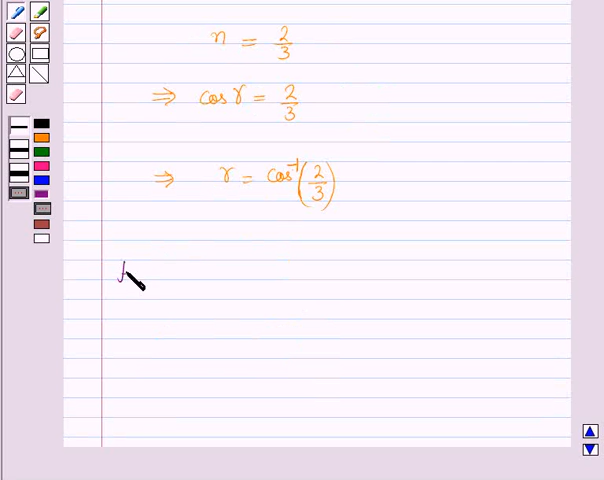 n = 2/3
⇒ cos γ = 2/3
⇒ γ = cos⁻¹(2/3)